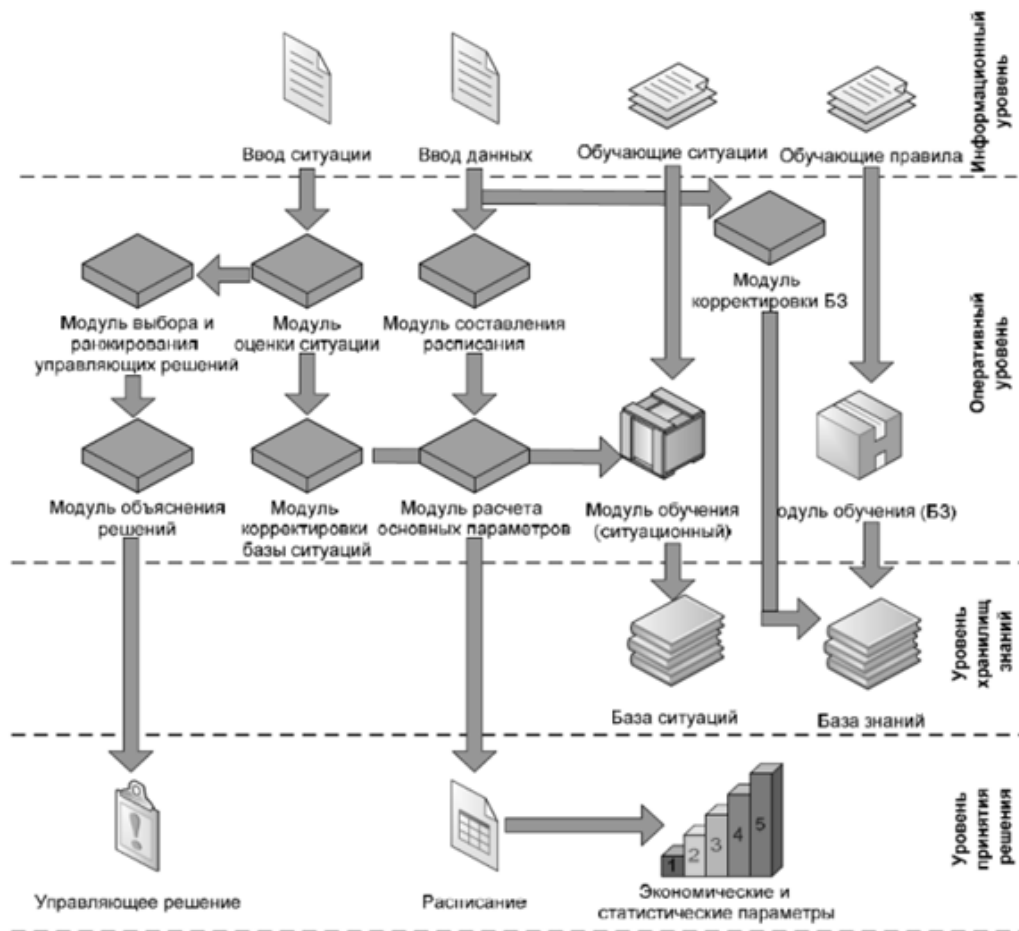 Ввод ситуации
Ввод данных
Обучающие ситуации
Обучающие правила
Информационный
уровень
Модуль выбора и
ранжирования
управляющих решений
Модуль
оценки ситуации
Модуль составления
расписания
Модуль
корректировки БЗ
Оперативный
уровень
Модуль объяснения
решений
Модуль
корректировки
базы ситуаций
Модуль расчета
основных параметров
Модуль обучения
(ситуационный)
одуль обучения (БЗ)
База ситуаций
База знаний
Уровень
хранилищ
знаний
Управляющее решение
Расписание
1 2 3 4 5
Экономические и
статистические параметры
Уровень
принятия
решения